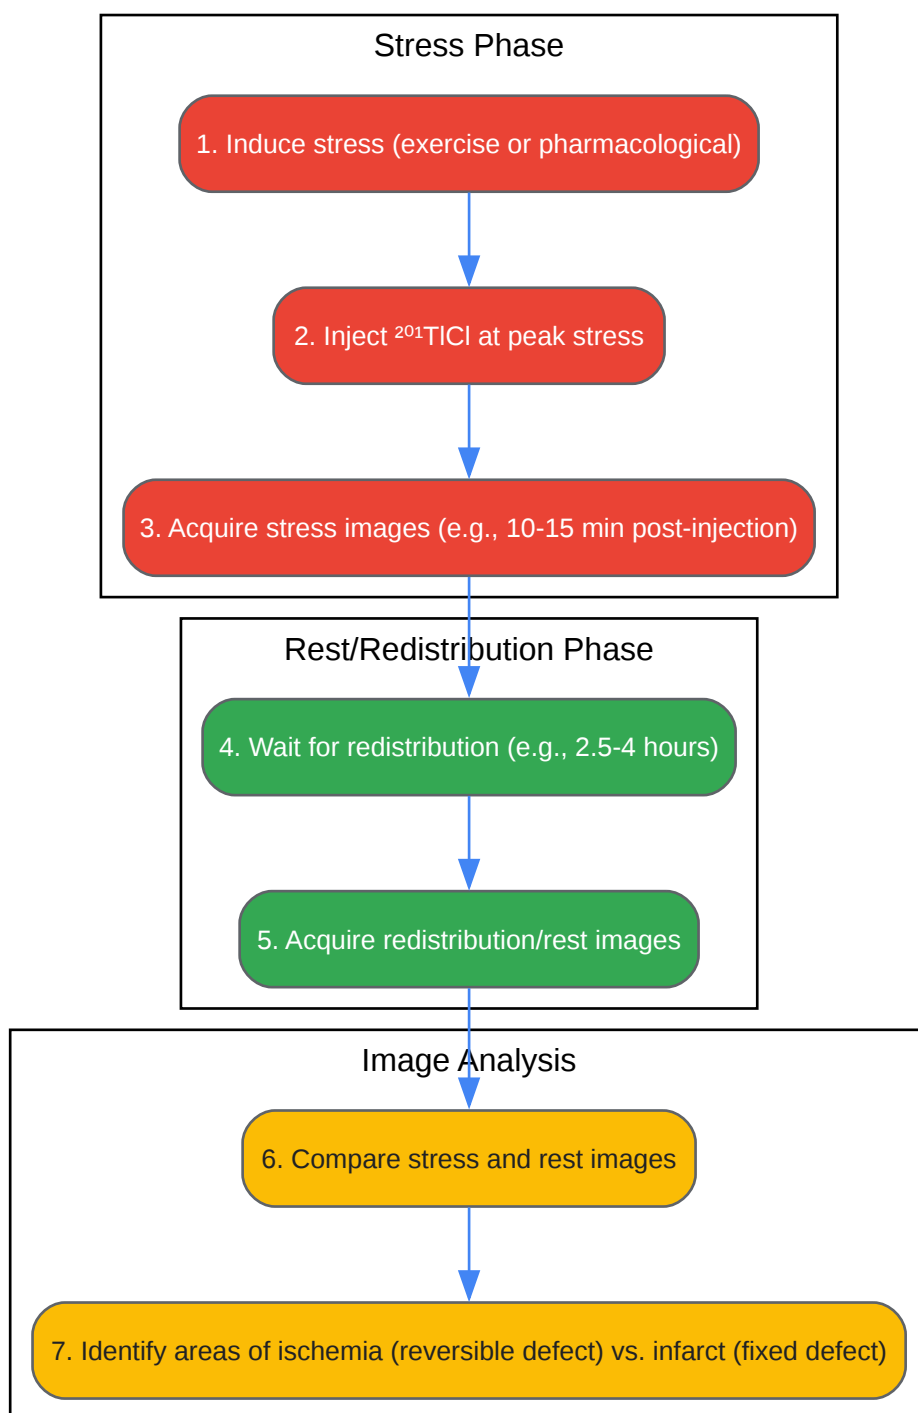 Stress Phase
1. Induce stress (exercise or pharmacological)
2. Inject ²⁰¹TlCl at peak stress
3. Acquire stress images (e.g., 10-15 min post-injection)
Rest/Redistribution Phase
4. Wait for redistribution (e.g., 2.5-4 hours)
5. Acquire redistribution/rest images
Image Analysis
6. Compare stress and rest images
7. Identify areas of ischemia (reversible defect) vs. infarct (fixed defect)